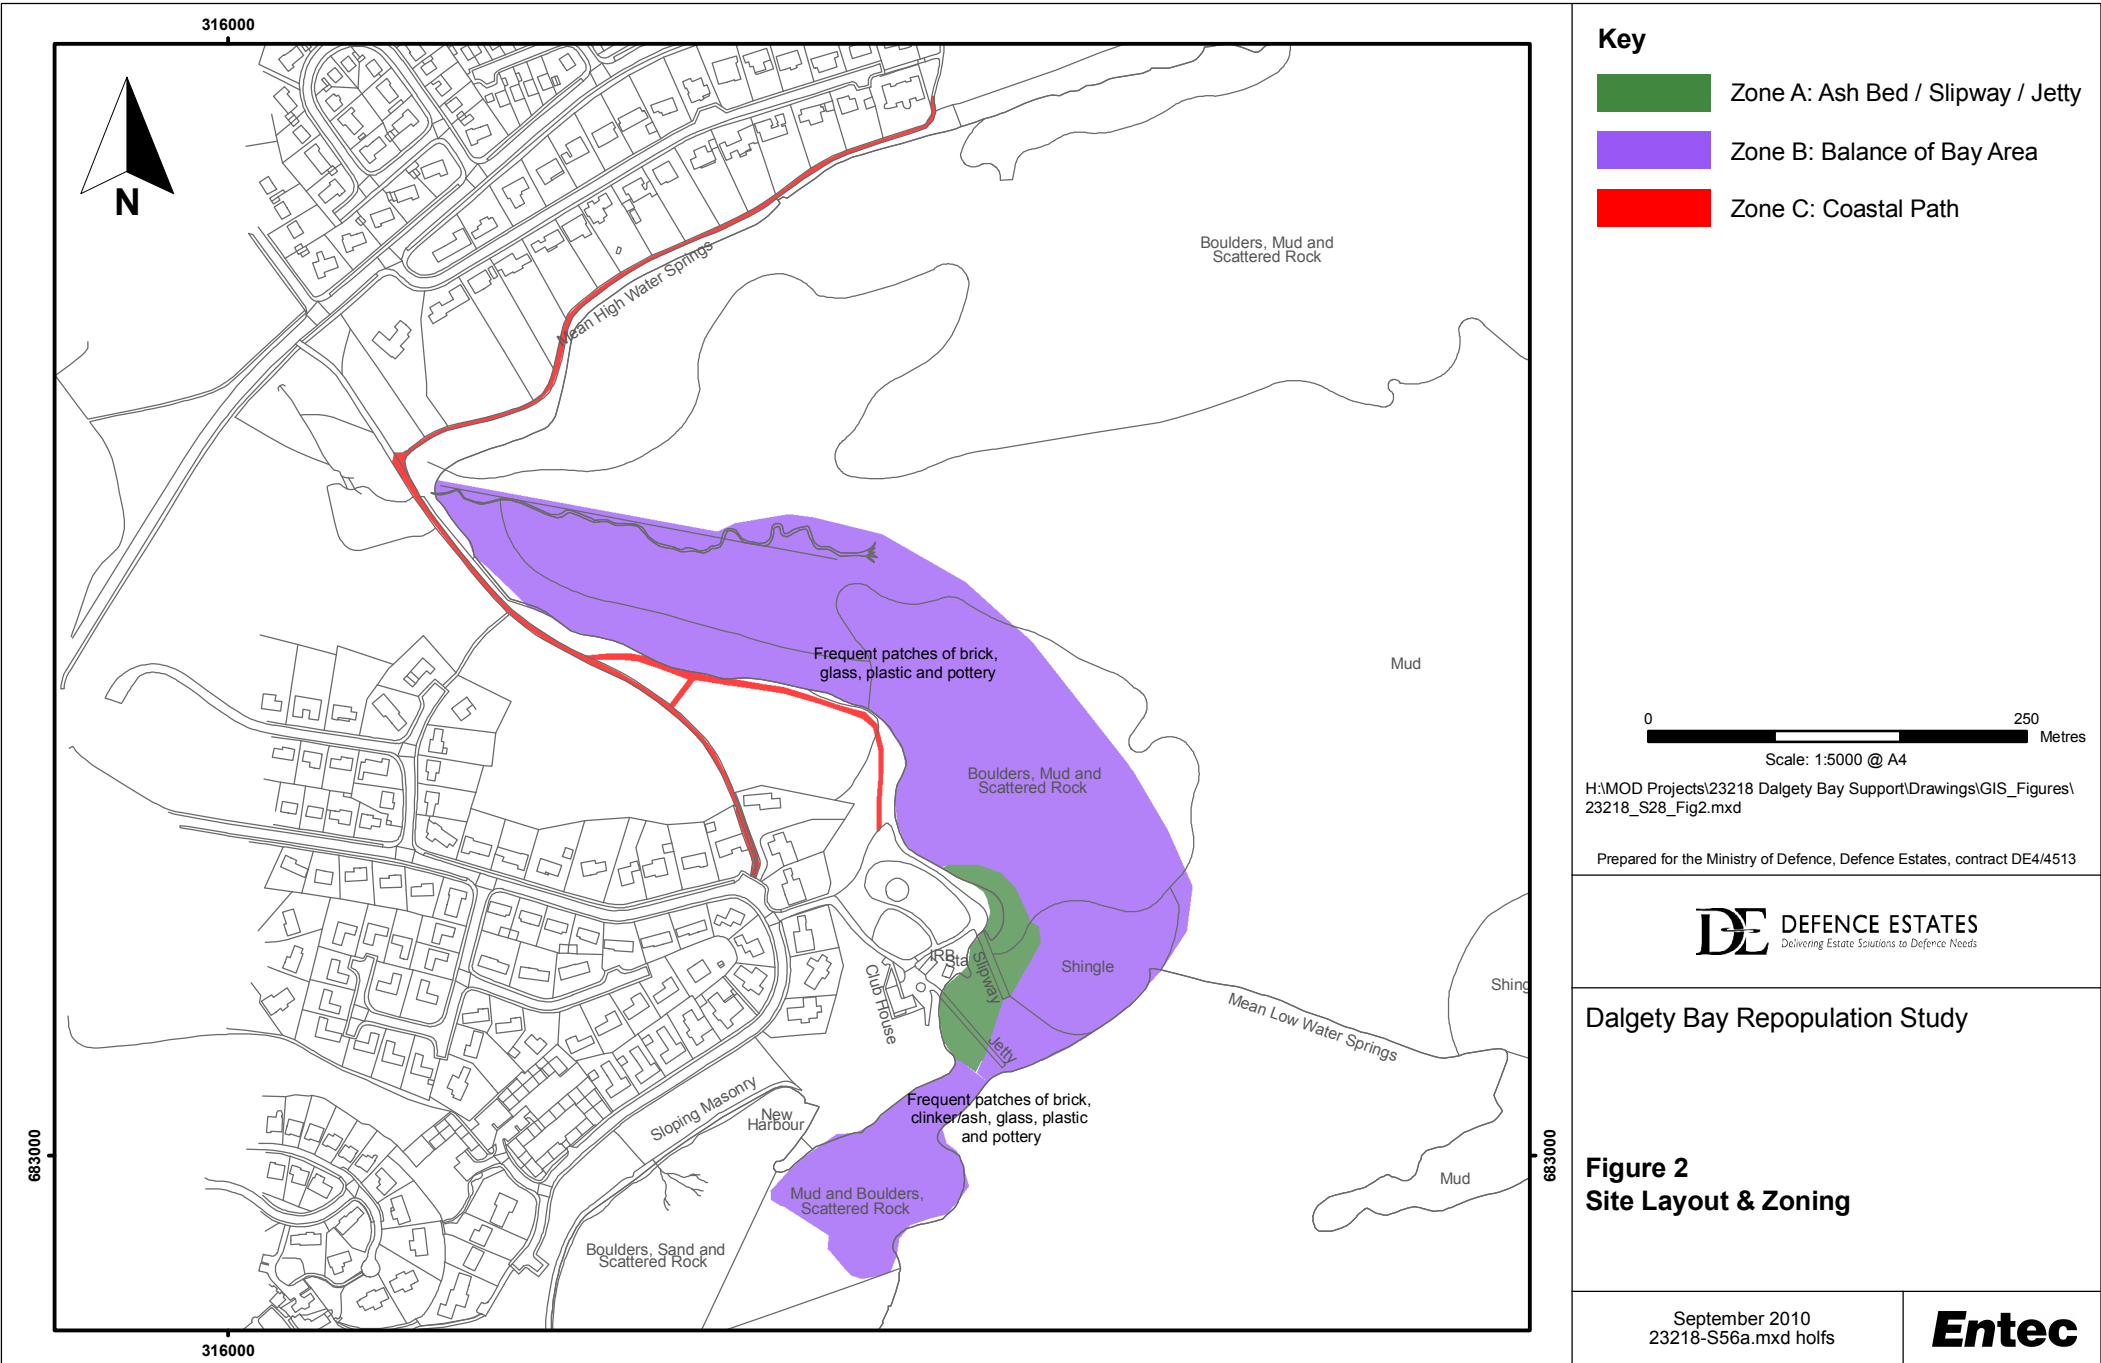 316000
N
Mean High Water Springs
Boulders, Mud and
Scattered Rock
Frequent patches of brick,
glass, plastic and pottery
Mud
Boulders, Mud and
Scattered Rock
IRB
Sta
Slipway
Shingle
Club House
Jetty
Mean Low Water Springs
Shing
Sloping Masonry
New
Harbour
Frequent patches of brick,
clinker/ash, glass, plastic
and pottery
Mud and Boulders,
Scattered Rock
Boulders, Sand and
Scattered Rock
Mud
683000
683000
316000
Key
Zone A: Ash Bed / Slipway / Jetty
Zone B: Balance of Bay Area
Zone C: Coastal Path
0 250
Metres
Scale: 1:5000 @ A4
H:\MOD Projects\23218 Dalgety Bay Support\Drawings\GIS_Figures\
23218_S28_Fig2.mxd
Prepared for the Ministry of Defence, Defence Estates, contract DE4/4513
DE DEFENCE ESTATES
Delivering Estate Solutions to Defence Needs
Dalgety Bay Repopulation Study
Figure 2
Site Layout & Zoning
September 2010
23218-S56a.mxd holfs
Entec